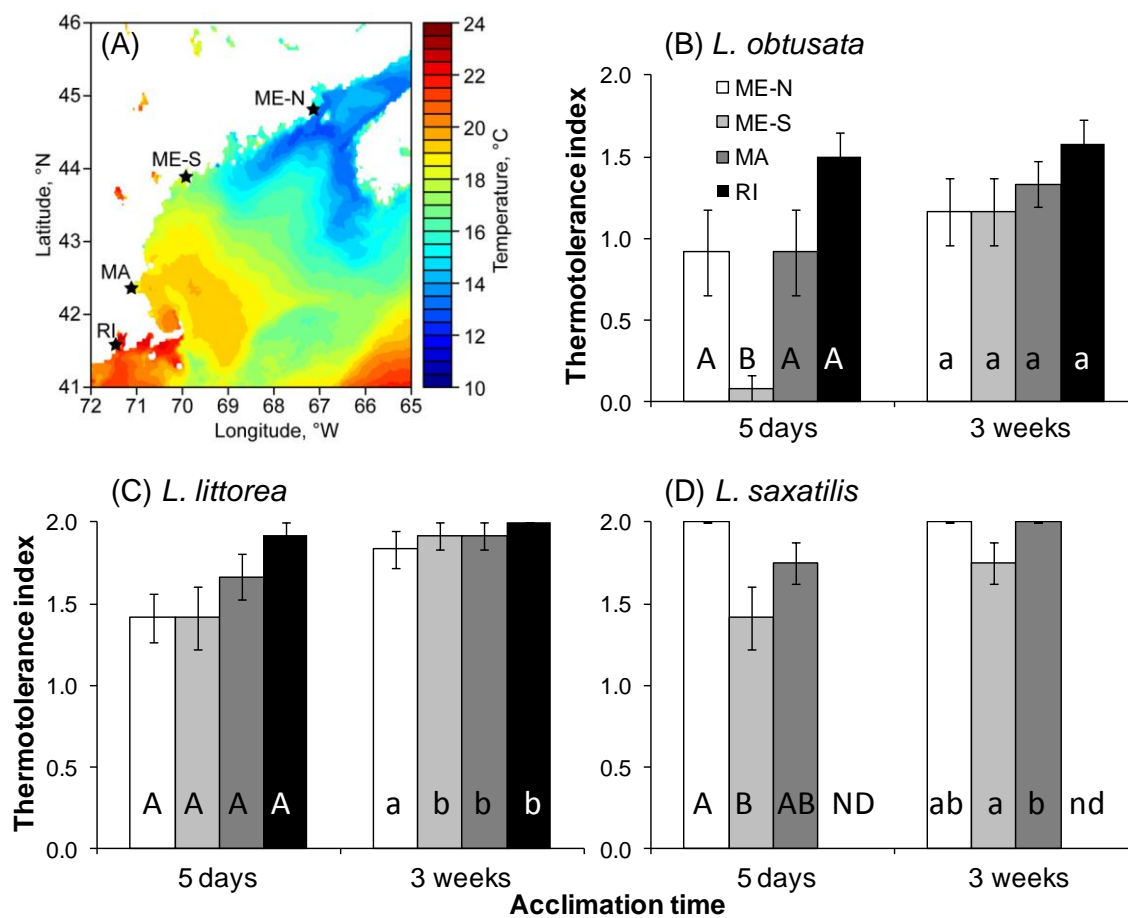 (A)
46
45
44
43
42
41
Latitude, °N
72 71 70 69 68 67 66 65
Longitude, °W
ME-N
ME-S
MA
RI
24
22
20
18
16
14
12
10
Temperature, °C
(B) L. obtusata
ME-N
ME-S
MA
RI
Thermotolerance index
2.0
1.5
1.0
0.5
0.0
A B A A a a a a
5 days 3 weeks
(C) L. littorea
Thermotolerance index
2.0
1.5
1.0
0.5
0.0
A A A A a b b b
5 days 3 weeks
(D) L. saxatilis
2.0
1.5
1.0
0.5
0.0
A B AB ND ab a b nd
5 days 3 weeks
Acclimation time